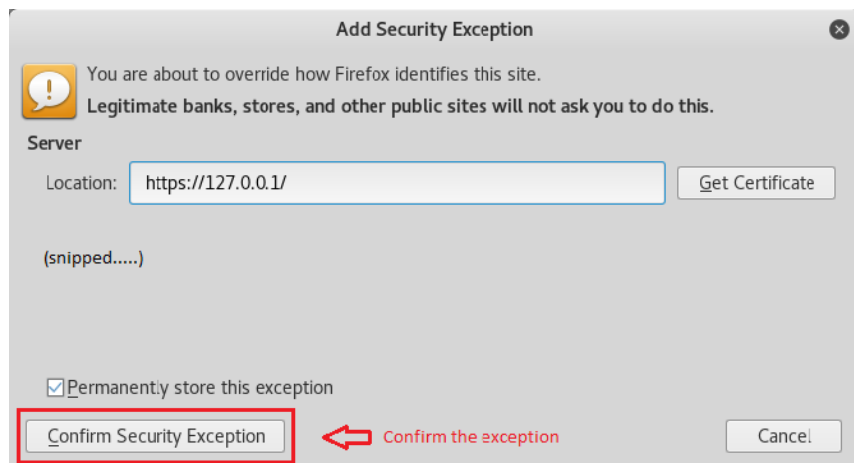 Add Security Exception
You are about to override how Firefox identifies this site.
Legitimate banks, stores, and other public sites will not ask you to do this.
Server
Location: https://127.0.0.1/ Get Certificate
(snipped.....)
Permanently store this exception
Confirm Security Exception Confirm the exception Cancel